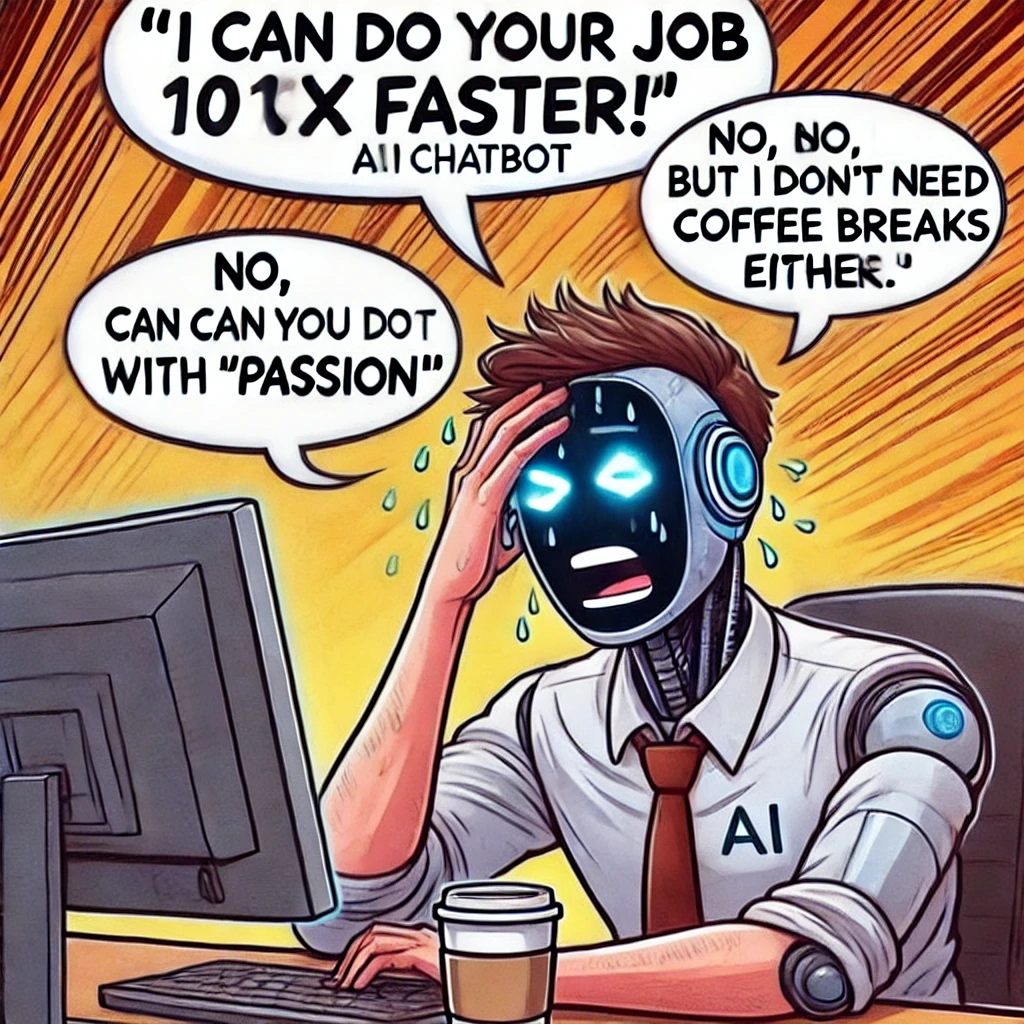 "I CAN DO YOUR JOB
FASTER!"
CHATBOT
NO,
BUT I DON'T NEED
COFFEE BREAKS
EITHER."
NO,
CAN CAN YOU DOT
WITH "PASSION"
AI